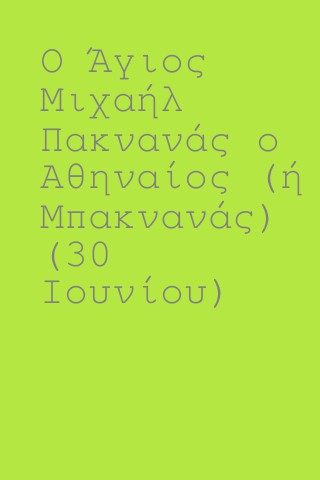 Ο Άγιος
Μιχαήλ
Πακνανάς ο
Αθηναίος (ή
Μπακνανάς)
(30
Ιουνίου)